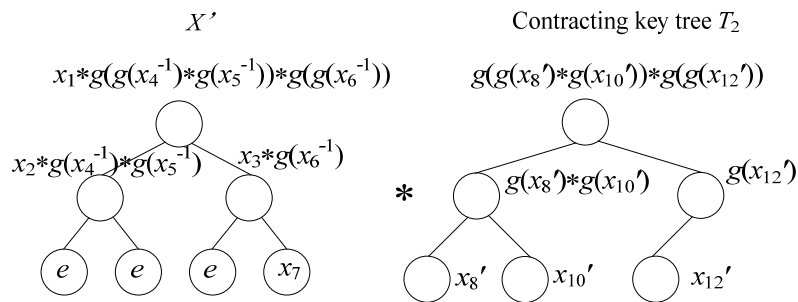 X’ Contracting key tree T₂
x₁*g(g(x₄⁻¹)*g(x₅⁻¹))*g(g(x₆⁻¹)) g(g(x₈′)*g(x₁₀′))*g(g(x₁₂′))
x₂*g(x₄⁻¹)*g(x₅⁻¹) x₃*g(x₆⁻¹) * g(x₈′)*g(x₁₀′) g(x₁₂′)
e e e x₇ x₈′ x₁₀′ x₁₂′